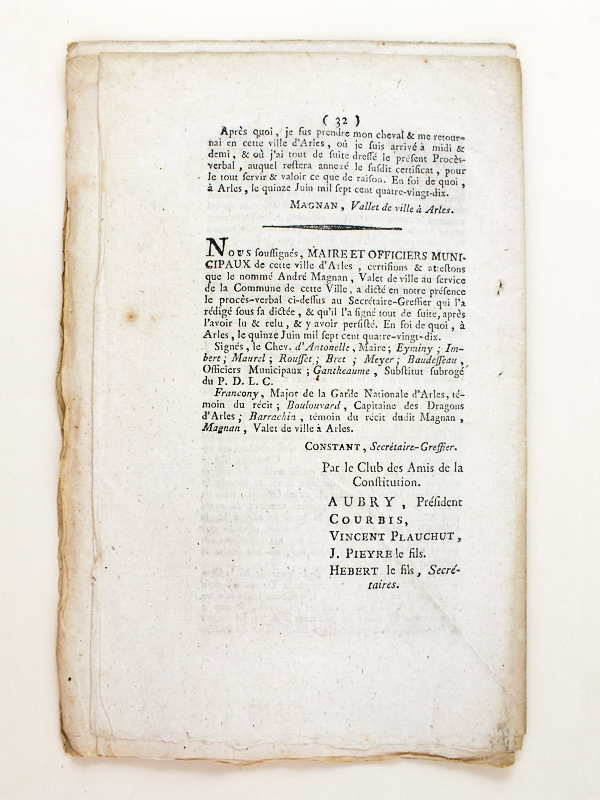 ( 32 )
Après quoi, je fus prendre mon cheval & me retour-
nai en cette ville d'Arles, où je suis arrivé à midi &
demi, & où j'ai tout de suite dressé le présent Procès-
verbal, auquel restera annexé le susdit certificat, pour
le tout servir & valoir ce que de raison. En foi de quoi,
à Arles, le quinze Juin mil sept cent quatre-vingt-dix.
MAGNAN, Vallet de ville à Arles.
NOUS soussignés, MAIRE ET OFFICIERS MUNI-
CIPAUX de cette ville d'Arles, certifions & attestons
que le nommé André Magnan, Valet de ville au service
de la Commune de cette Ville, a dicté en notre présence
le procès-verbal ci-dessus au Secrétaire-Greffier qui l'a
rédigé sous sa dictée, & qu'il l'a signé tout de suite, après
l'avoir lu & relu, & y avoir persisté. En foi de quoi, à
Arles, le quinze Juin mil sept cent quatre-vingt-dix.
Signés, le Chev. d'Antonelle, Maire; Eyminy; Im-
bert; Maurel; Rousset; Bret; Meyer; Baudesseau,
Officiers Municipaux; Gantheaume, Substitut subrogé
du P. D. L. C.
Francony, Major de la Garde Nationale d'Arles, té-
moin du récit; Boulouvard, Capitaine des Dragons
d'Arles; Barrachin, témoin du récit dudit Magnan,
Magnan, Valet de ville à Arles.
CONSTANT, Secrétaire-Greffier.
Par le Club des Amis de la
Constitution.
AUBRY, Président
COURBIS,
VINCENT PLAUCHUT,
J. PIEYRE le fils.
HEBERT le fils, Secré-
taires.